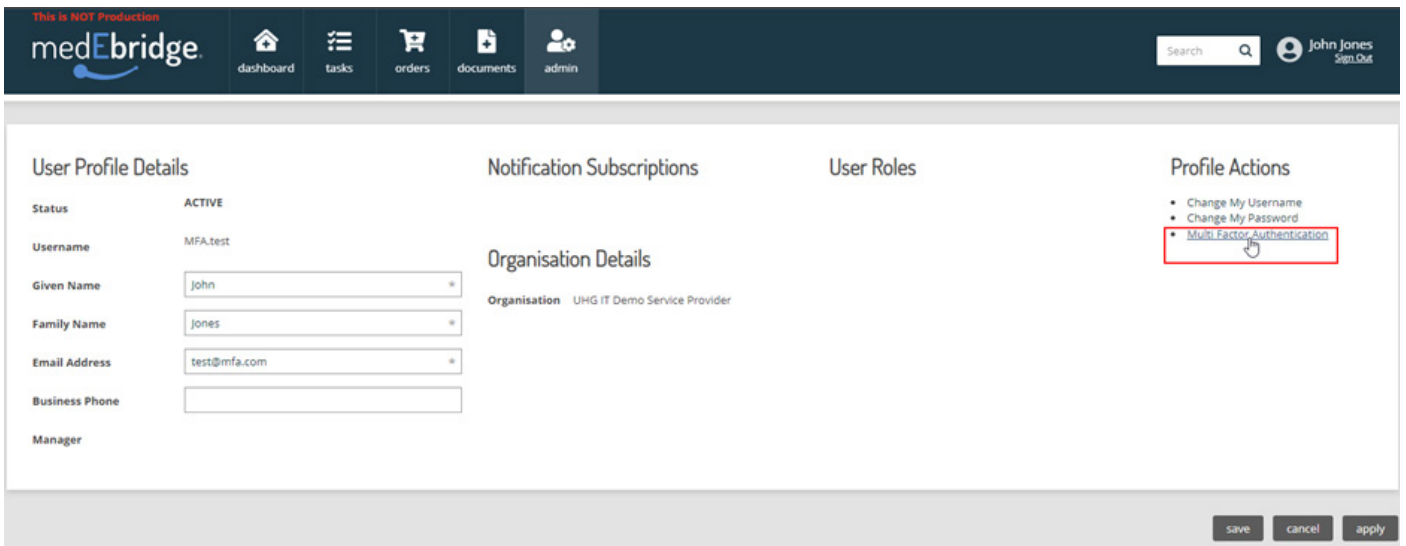 This is NOT Production
medEbridge.
dashboard
tasks
orders
documents
admin
Search
John Jones
Sign Out
User Profile Details
Status ACTIVE
Username MFA.test
Given Name John *
Family Name Jones *
Email Address test@mfa.com *
Business Phone
Manager
Notification Subscriptions
Organisation Details
Organisation UHG IT Demo Service Provider
User Roles
Profile Actions
• Change My Username
• Change My Password
• Multi Factor Authentication
save
cancel
apply